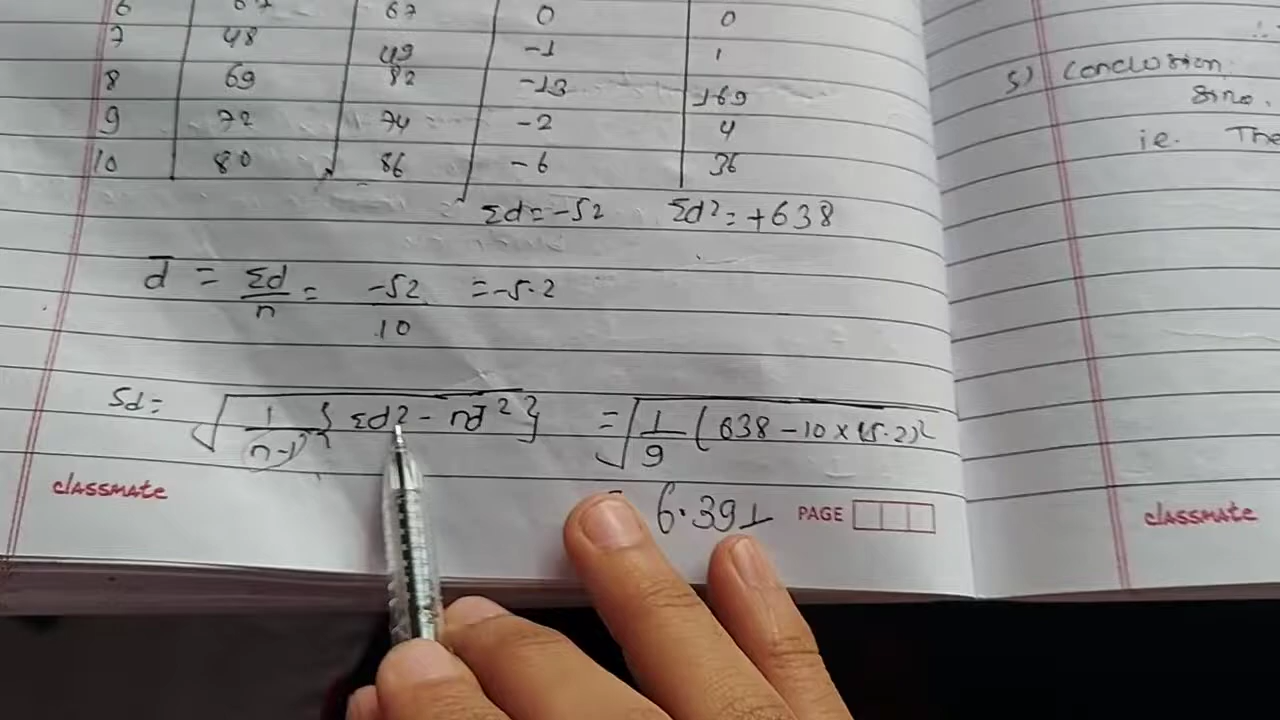 6 67 67 0 0
7 48 49 -1 1
8 69 82 -13 169
9 72 74 -2 4
10 80 86 -6 36
Σd=-52 Σd²=+638
d̄ = Σd/n = -52/10 =-5.2
Sd= √(1/(n-1) { Σd2 - nd̄² } = √(1/9 (638-10×(5.2)²
6.391
classmate PAGE
5) Conclusion
ie. The
classmate